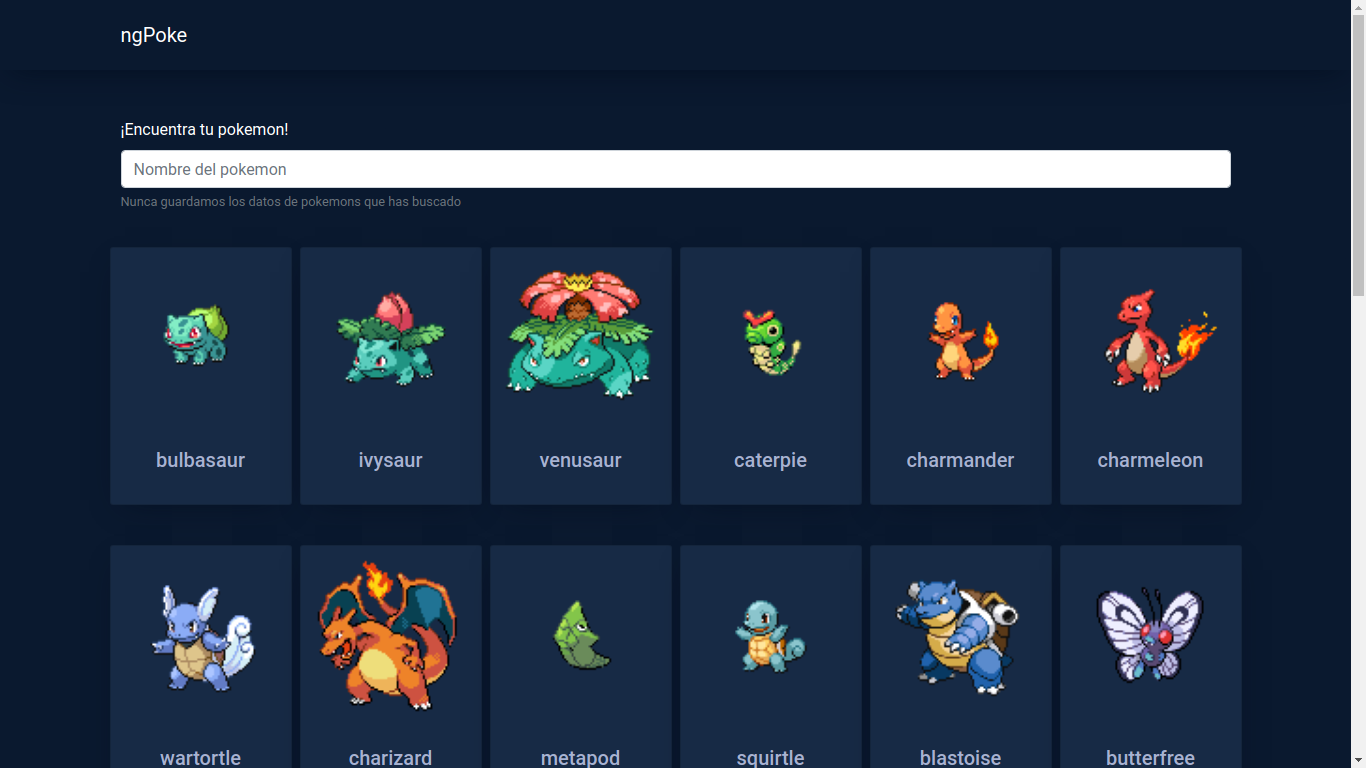 ngPoke
¡Encuentra tu pokemon!
Nombre del pokemon
Nunca guardamos los datos de pokemons que has buscado
bulbasaur ivysaur venusaur caterpie charmander charmeleon
wartortle charizard metapod squirtle blastoise butterfree